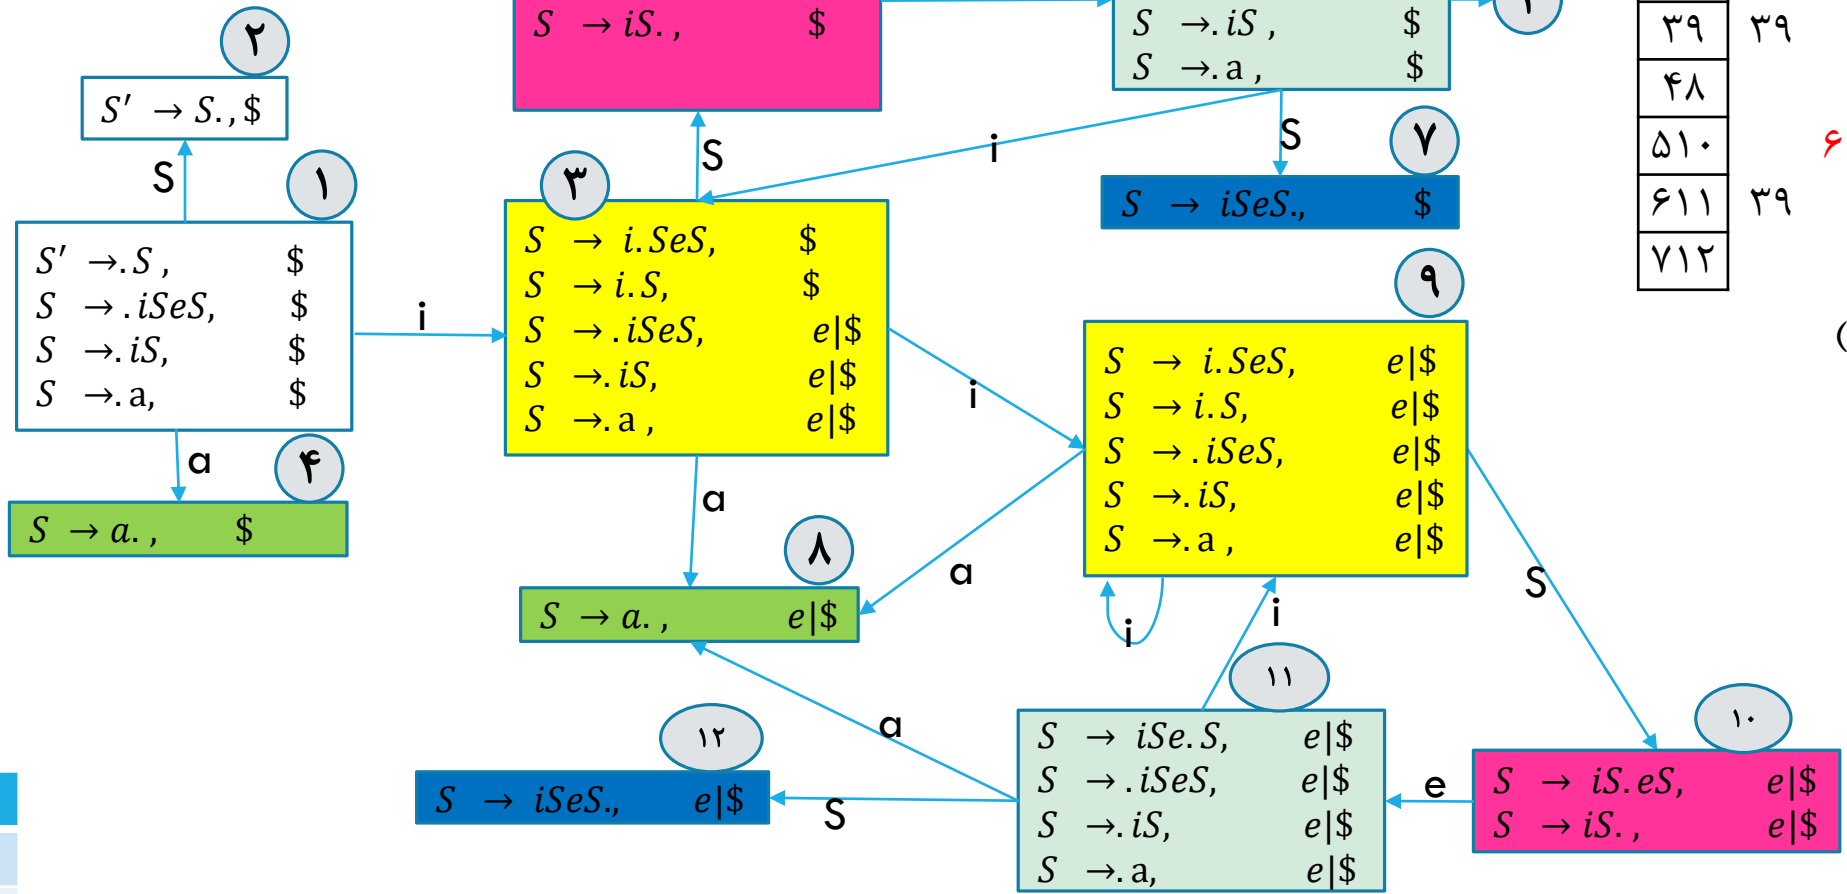 ۲
S′ → S., $
S
۱
S′ →. S , $
S → . iSeS, $
S →. iS, $
S →. a, $
a
۴
S → a. , $
i
S → iS. , $
S
۳
S → i. SeS, $
S → i. S, $
S → . iSeS, e|$
S →. iS, e|$
S →. a , e|$
a
۸
S → a. , e|$
i
S →. iS , $
S →. a , $
i
S
۷
S → iSeS., $
۹
S → i. SeS, e|$
S → i. S, e|$
S → . iSeS, e|$
S →. iS, e|$
S →. a , e|$
a
i
i
S
۱۱
S → iSe. S, e|$
S → . iSeS, e|$
S →. iS, e|$
S →. a, e|$
a
S
۱۲
S → iSeS., e|$
e
۱۰
S → iS. eS, e|$
S → iS. , e|$
۳۹ ۳۹
۴۸
۵۱۰ ۶
۶۱۱ ۳۹
۷۱۲
(